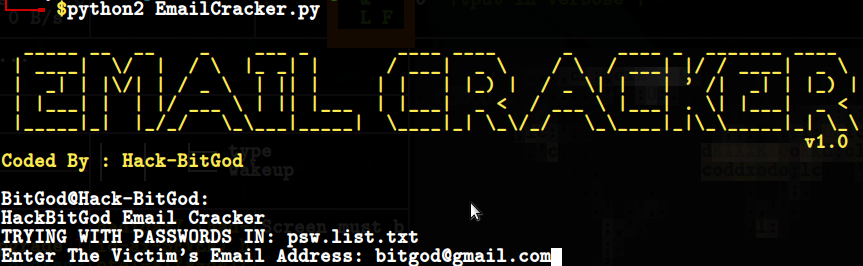 $python2 EmailCracker.py
EMAIL CRACKER
v1.0
Coded By : Hack-BitGod
BitGod@Hack-BitGod:
HackBitGod Email Cracker
TRYING WITH PASSWORDS IN: psw.list.txt
Enter The Victim's Email Address: bitgod@gmail.com